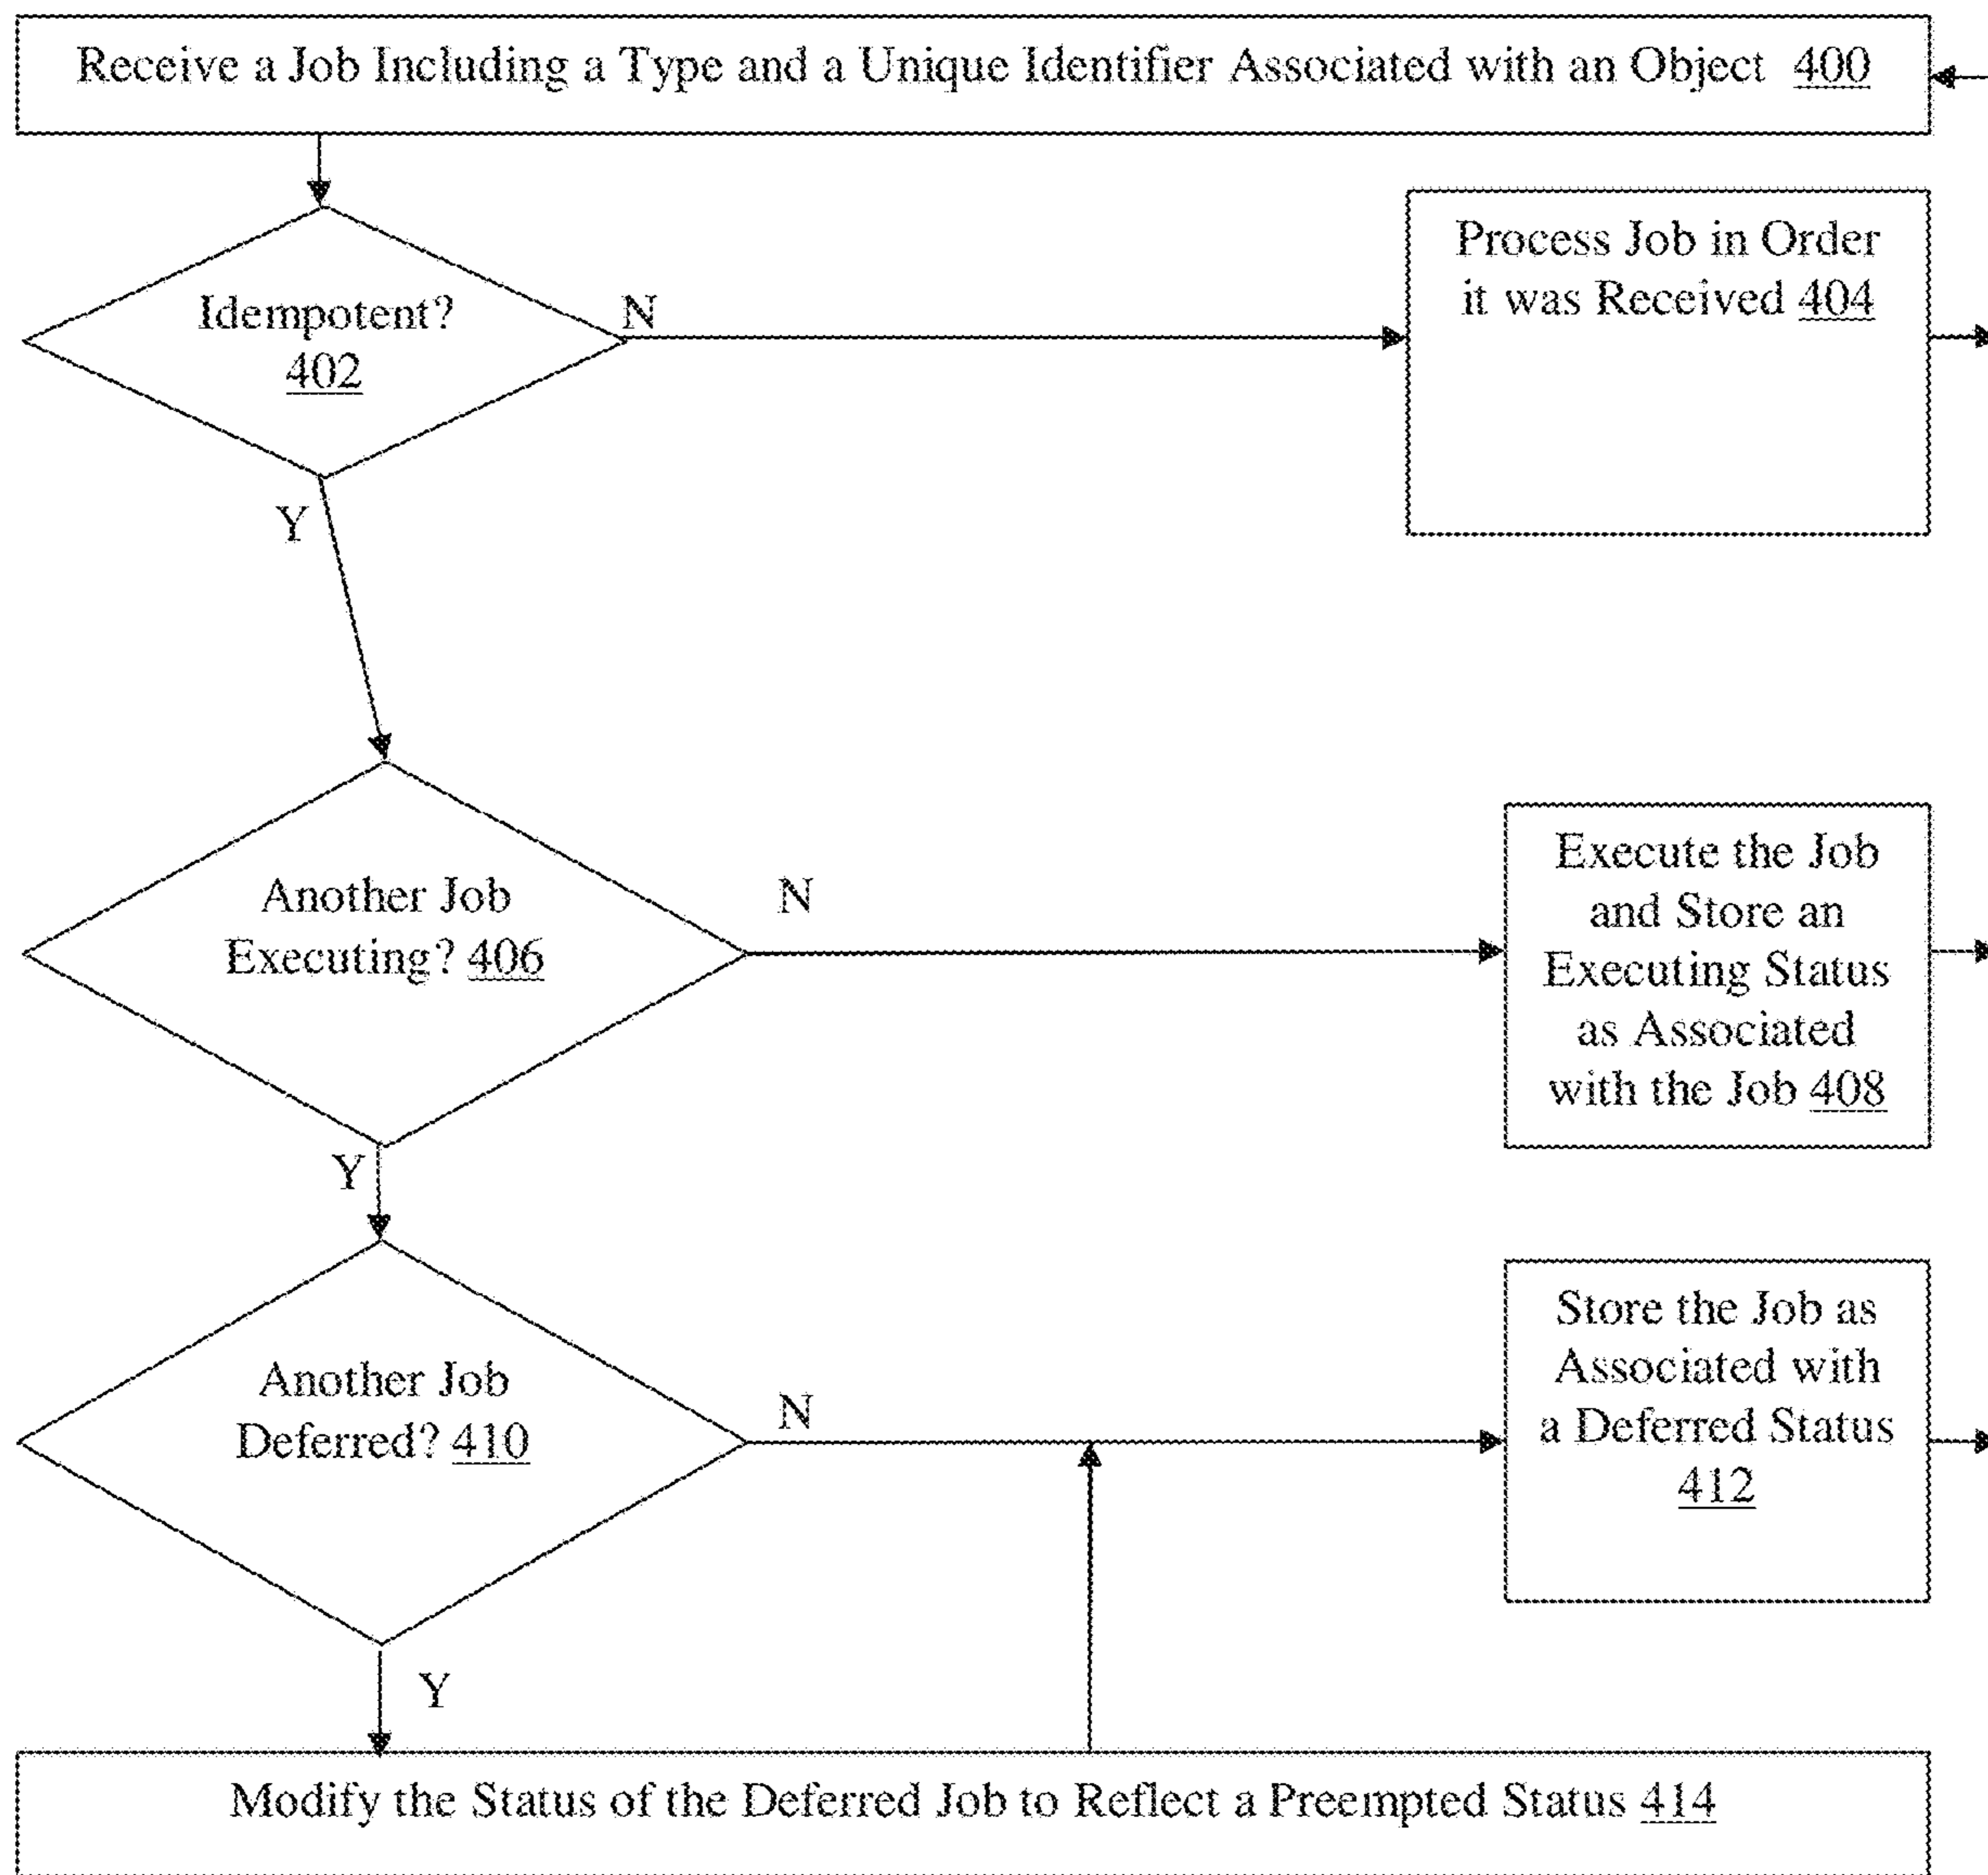 Receive a Job Including a Type and a Unique Identifier Associated with an Object 400
Idempotent?
402
N
Process Job in Order
it was Received 404
Y
Another Job
Executing? 406
N
Execute the Job
and Store an
Executing Status
as Associated
with the Job 408
Y
Another Job
Deferred? 410
N
Store the Job as
Associated with
a Deferred Status
412
Y
Modify the Status of the Deferred Job to Reflect a Preempted Status 414